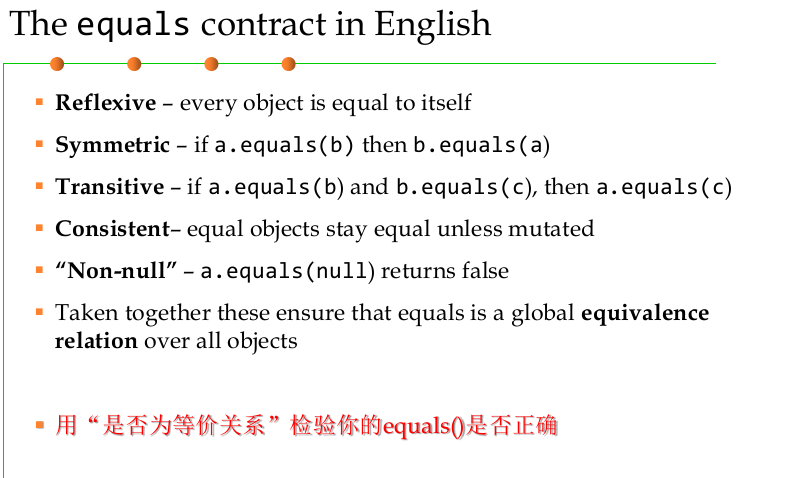 The equals contract in English
Reflexive – every object is equal to itself
Symmetric – if a.equals(b) then b.equals(a)
Transitive – if a.equals(b) and b.equals(c), then a.equals(c)
Consistent– equal objects stay equal unless mutated
“Non-null” – a.equals(null) returns false
Taken together these ensure that equals is a global equivalence
relation over all objects
用“是否为等价关系”检验你的equals()是否正确